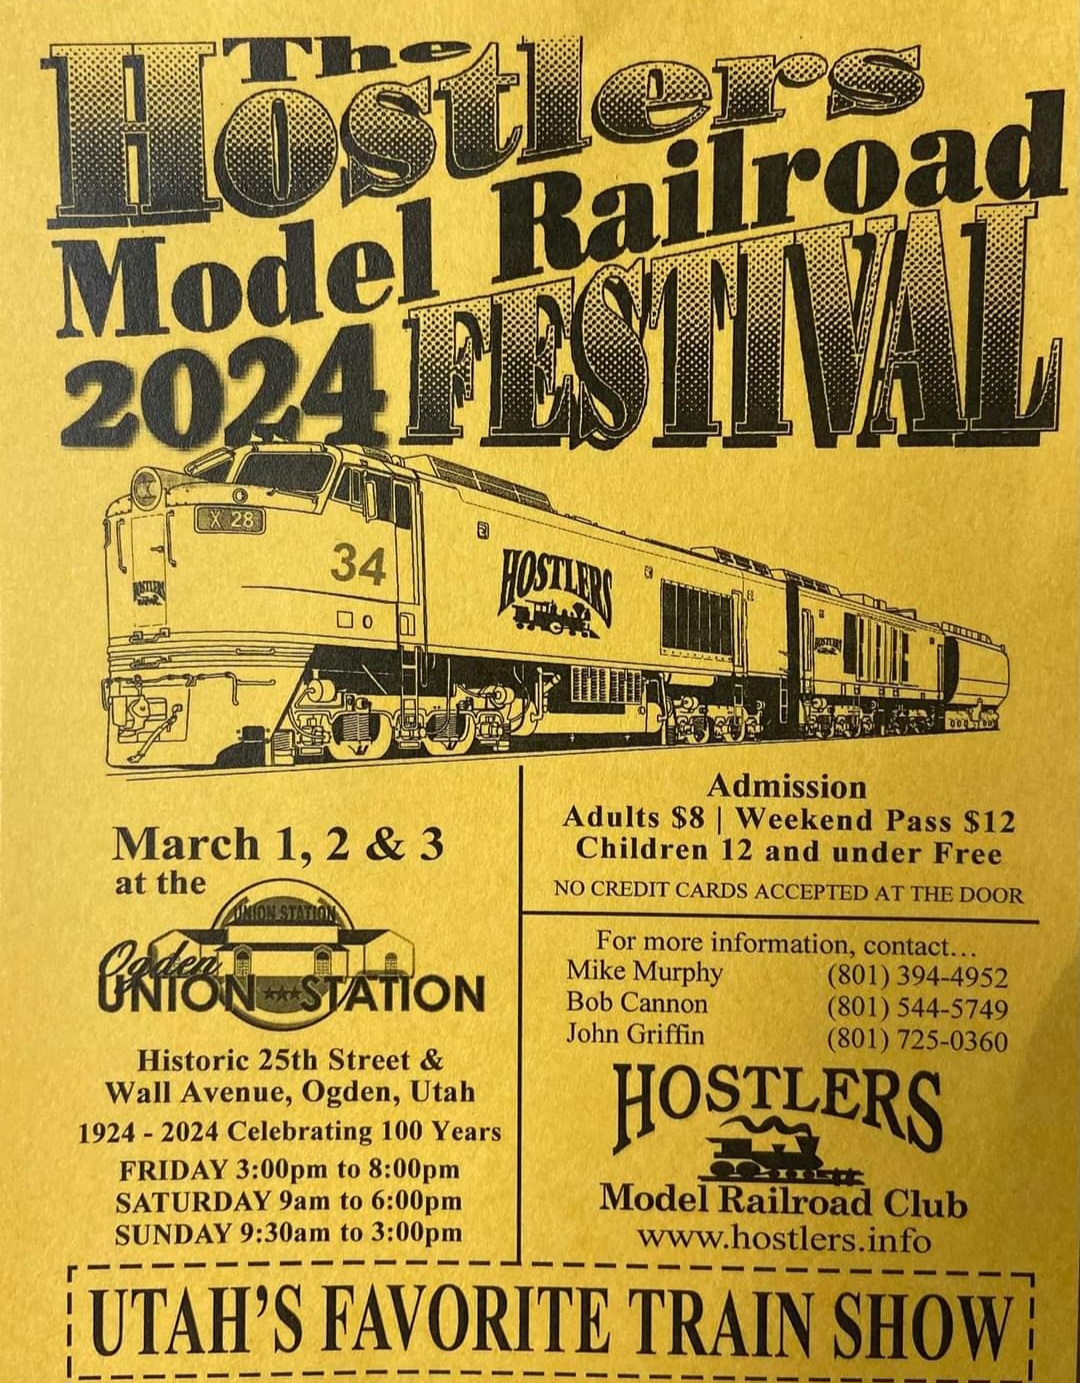 The
Hostlers
Model Railroad
2024 FESTIVAL
X 28
34
HOSTLERS
HOSTLERS
HOSTLERS
March 1, 2 & 3
at the
UNION STATION
Ogden
UNION STATION
Historic 25th Street &
Wall Avenue, Ogden, Utah
1924 - 2024 Celebrating 100 Years
FRIDAY 3:00pm to 8:00pm
SATURDAY 9am to 6:00pm
SUNDAY 9:30am to 3:00pm
Admission
Adults $8 | Weekend Pass $12
Children 12 and under Free
NO CREDIT CARDS ACCEPTED AT THE DOOR
For more information, contact…
Mike Murphy (801) 394-4952
Bob Cannon (801) 544-5749
John Griffin (801) 725-0360
HOSTLERS
Model Railroad Club
www.hostlers.info
UTAH'S FAVORITE TRAIN SHOW